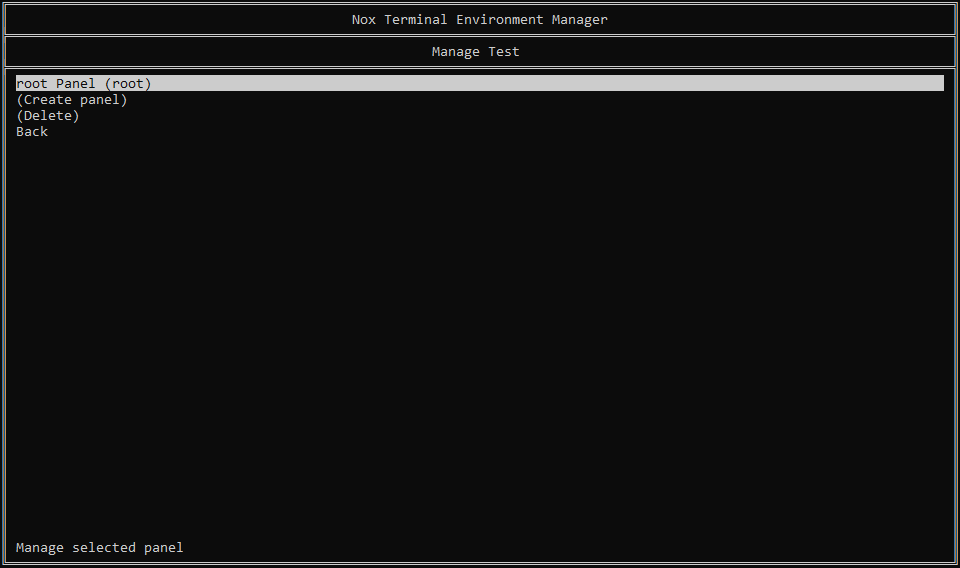 Nox Terminal Environment Manager
Manage Test
root Panel (root)
(Create panel)
(Delete)
Back
Manage selected panel